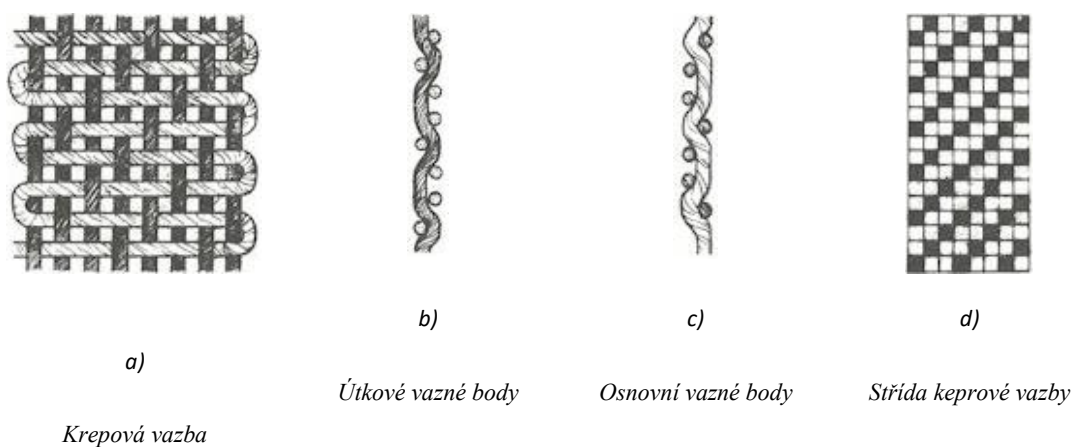 b)
c)
d)
a)
Útkové vazné body
Osnovní vazné body
Střída keprové vazby
Krepová vazba